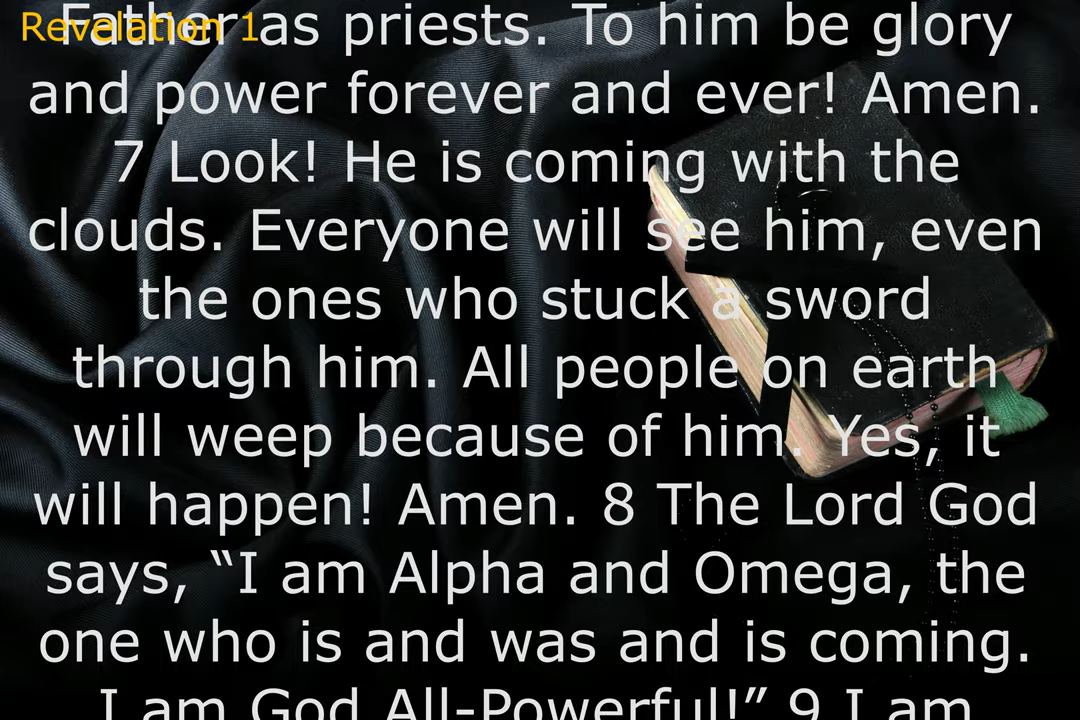 Revelation 1
Father as priests. To him be glory
and power forever and ever! Amen.
7 Look! He is coming with the
clouds. Everyone will see him, even
the ones who stuck a sword
through him. All people on earth
will weep because of him. Yes, it
will happen! Amen. 8 The Lord God
says, “I am Alpha and Omega, the
one who is and was and is coming.
I am God All-Powerful!” 9 I am